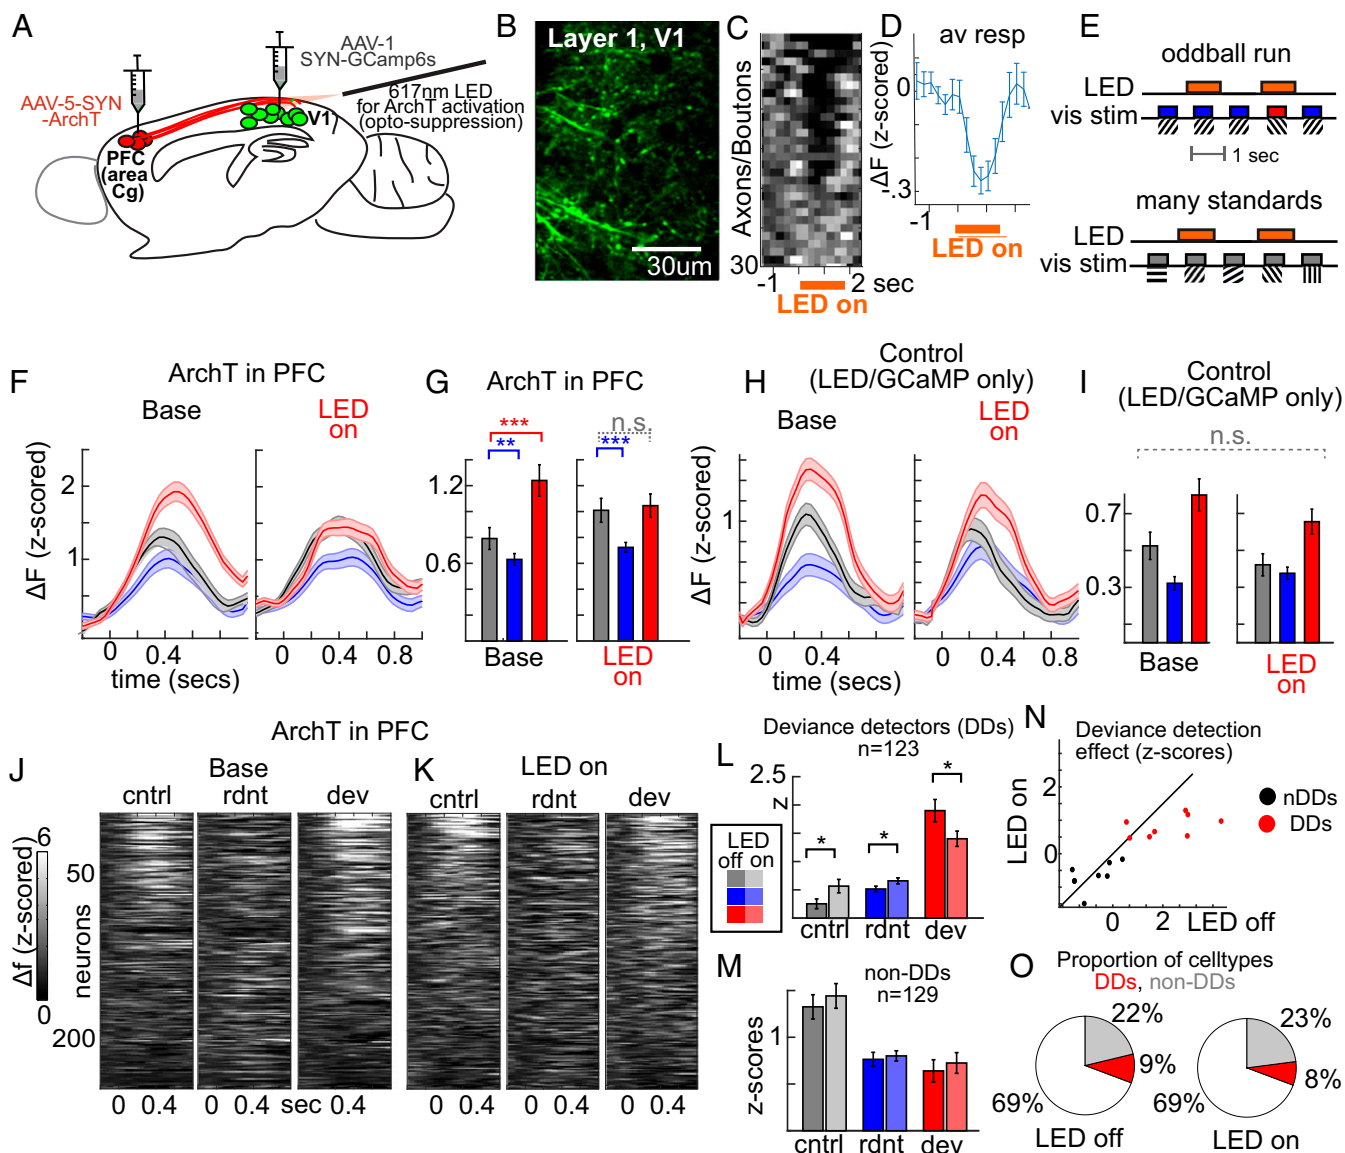 A
AAV-1
SYN-GCamp6s
AAV-5-SYN
-ArchT
617nm LED
for ArchT activation
(opto-suppression)
V1
PFC
(area
Cg)
B
Layer 1, V1
30um
C
Axons/Boutons
30
-1
2 sec
LED on
D
av resp
ΔF (z-scored)
0
-.3
-1
LED on
E
oddball run
LED
vis stim
1 sec
many standards
LED
vis stim
F
ArchT in PFC
Base
LED
on
ΔF (z-scored)
2
1
0 0.4
0 0.4 0.8
time (secs)
G
ArchT in PFC
***
**
n.s.
***
1.2
0.6
Base
LED
on
H
Control
(LED/GCaMP only)
Base
LED
on
ΔF (z-scored)
1
0 0.4
0 0.4 0.8
time (secs)
I
Control
(LED/GCaMP only)
n.s.
0.7
0.3
Base
LED
on
ArchT in PFC
J
Base
cntrl rdnt dev
Δf (z-scored)
6
0
neurons
50
200
0 0.4 0 0.4 sec 0.4
K
LED on
cntrl rdnt dev
0 0.4 0 0.4 0 0.4
L
Deviance detectors (DDs)
n=123
2.5
z
LED
off on
*
*
*
cntrl rdnt dev
M
non-DDs
n=129
z-scores
1
cntrl rdnt dev
N
Deviance detection
effect (z-scores)
LED on
2
0
0 2 LED off
nDDs
DDs
O
Proportion of celltypes
DDs, non-DDs
22%
9%
69%
LED off
23%
8%
69%
LED on